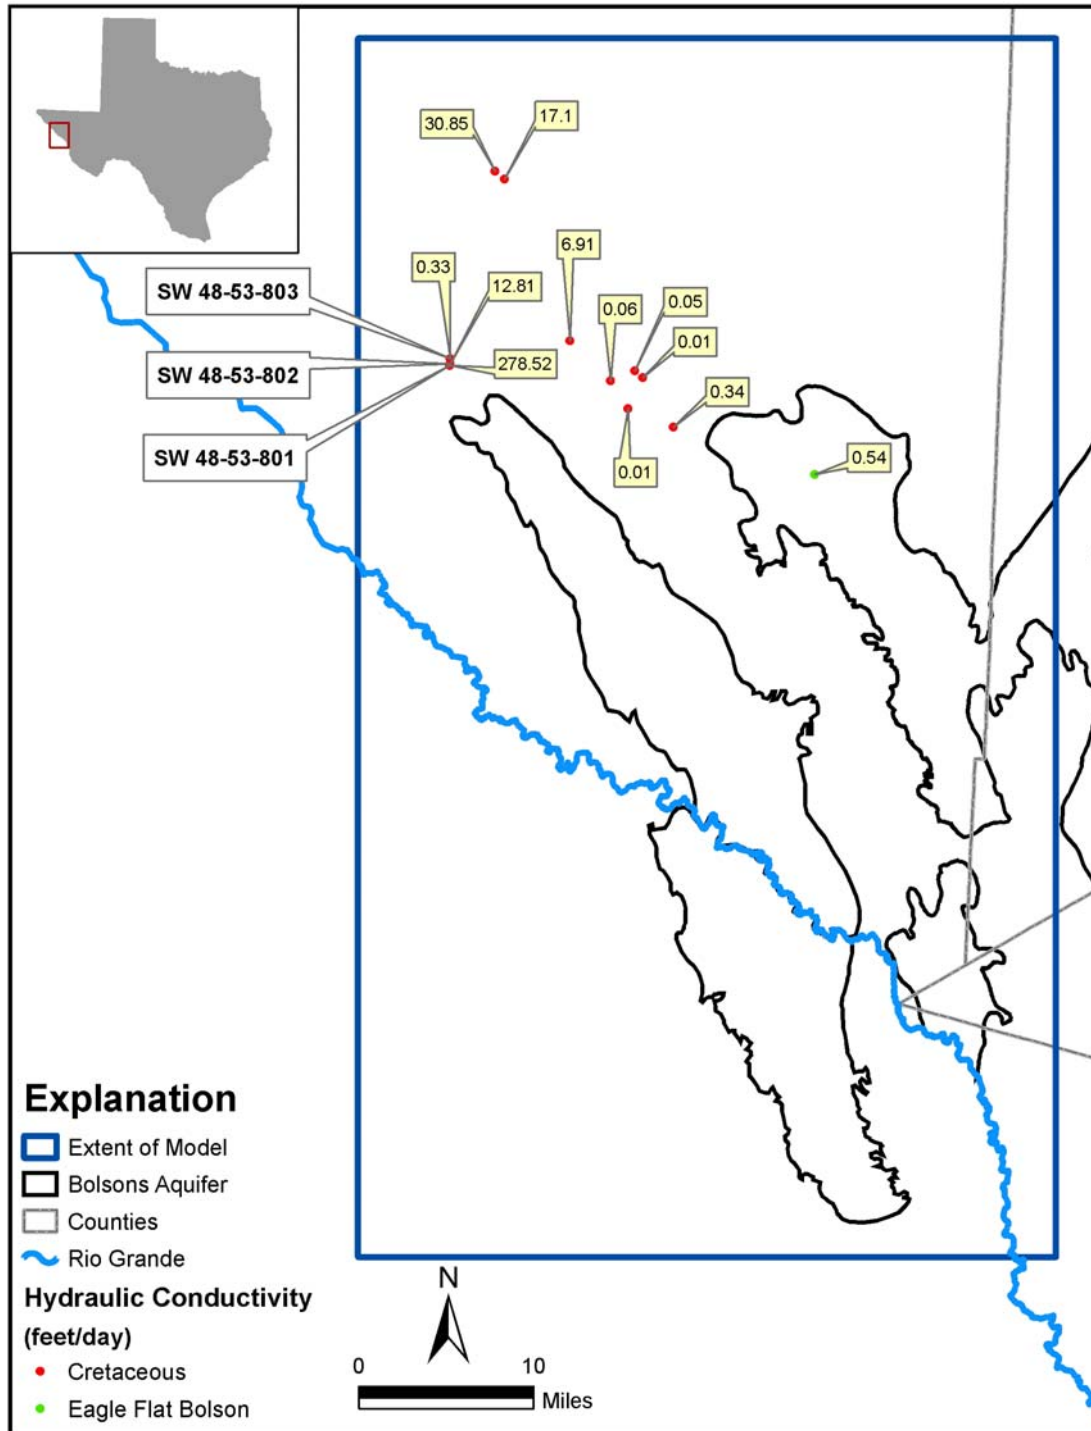 30.85
17.1
6.91
0.33
12.81
SW 48-53-803
0.06
0.05
0.01
278.52
SW 48-53-802
0.34
0.01
SW 48-53-801
0.54
Explanation
Extent of Model
Bolsons Aquifer
Counties
Rio Grande
Hydraulic Conductivity
(feet/day)
Cretaceous
Eagle Flat Bolson
N
0 10
Miles